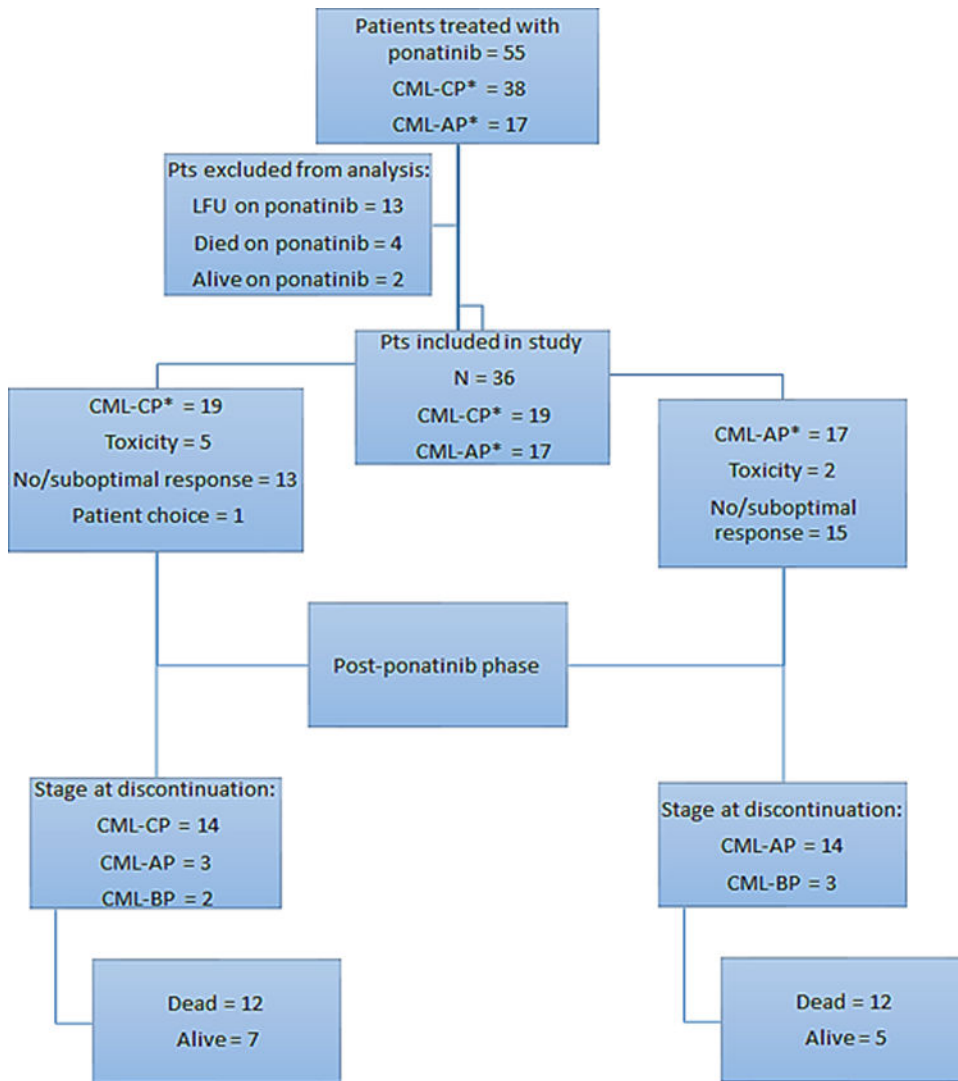 Patients treated with
ponatinib = 55
CML-CP* = 38
CML-AP* = 17
Pts excluded from analysis:
LFU on ponatinib = 13
Died on ponatinib = 4
Alive on ponatinib = 2
Pts included in study
N = 36
CML-CP* = 19
CML-AP* = 17
CML-CP* = 19
Toxicity = 5
No/suboptimal response = 13
Patient choice = 1
CML-AP* = 17
Toxicity = 2
No/suboptimal
response = 15
Post-ponatinib phase
Stage at discontinuation:
CML-CP = 14
CML-AP = 3
CML-BP = 2
Stage at discontinuation:
CML-AP = 14
CML-BP = 3
Dead = 12
Alive = 7
Dead = 12
Alive = 5